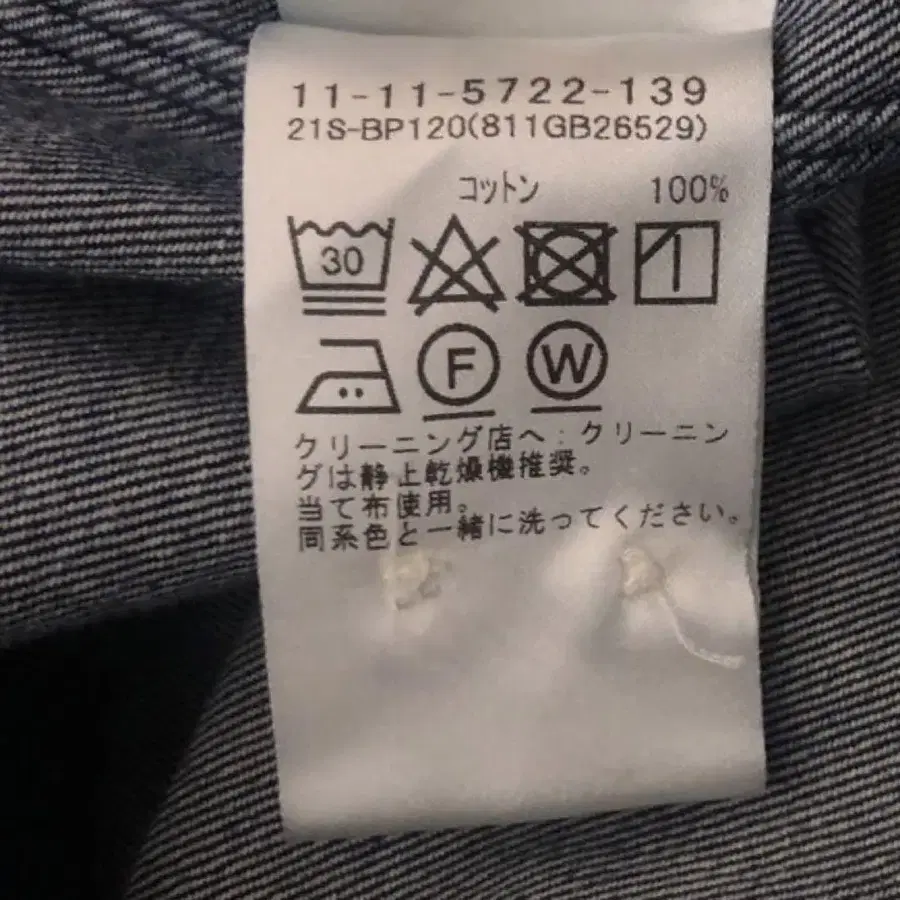 11-11-5722-139
21S-BP120(811GB26529)
コットン 100%
30
F W
クリーニング店へ:クリーニン
グは静止乾燥機推奨。
当て布使用。
同系色と一緒に洗ってください。